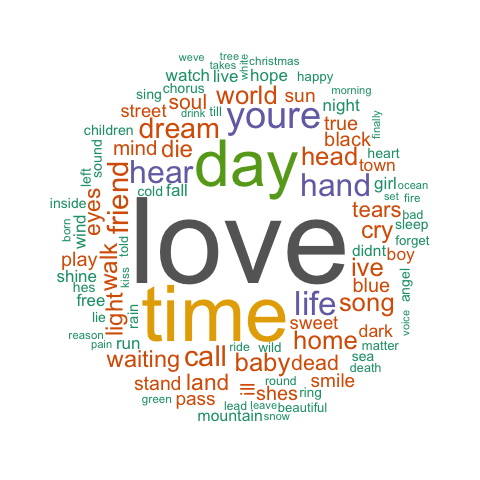 weve tree
takes white christmas
watch live hope happy
sing chorus soul world sun morning
street drink till youre night finally
children dream true
sound mind die day head black heart
left hear hand town
inside eyes friend cold fall girl ocean
set fire
born wind walk told love tears bad
cry sleep
play kiss didnt forget
shine ive boy
hes blue angel
free light time life song
lie rain sweet voice
reason run home dark
pain ride wild matter
waiting call baby dead sea
death
stand land ill round smile
green pass shes ring
lead leave beautiful
mountain snow